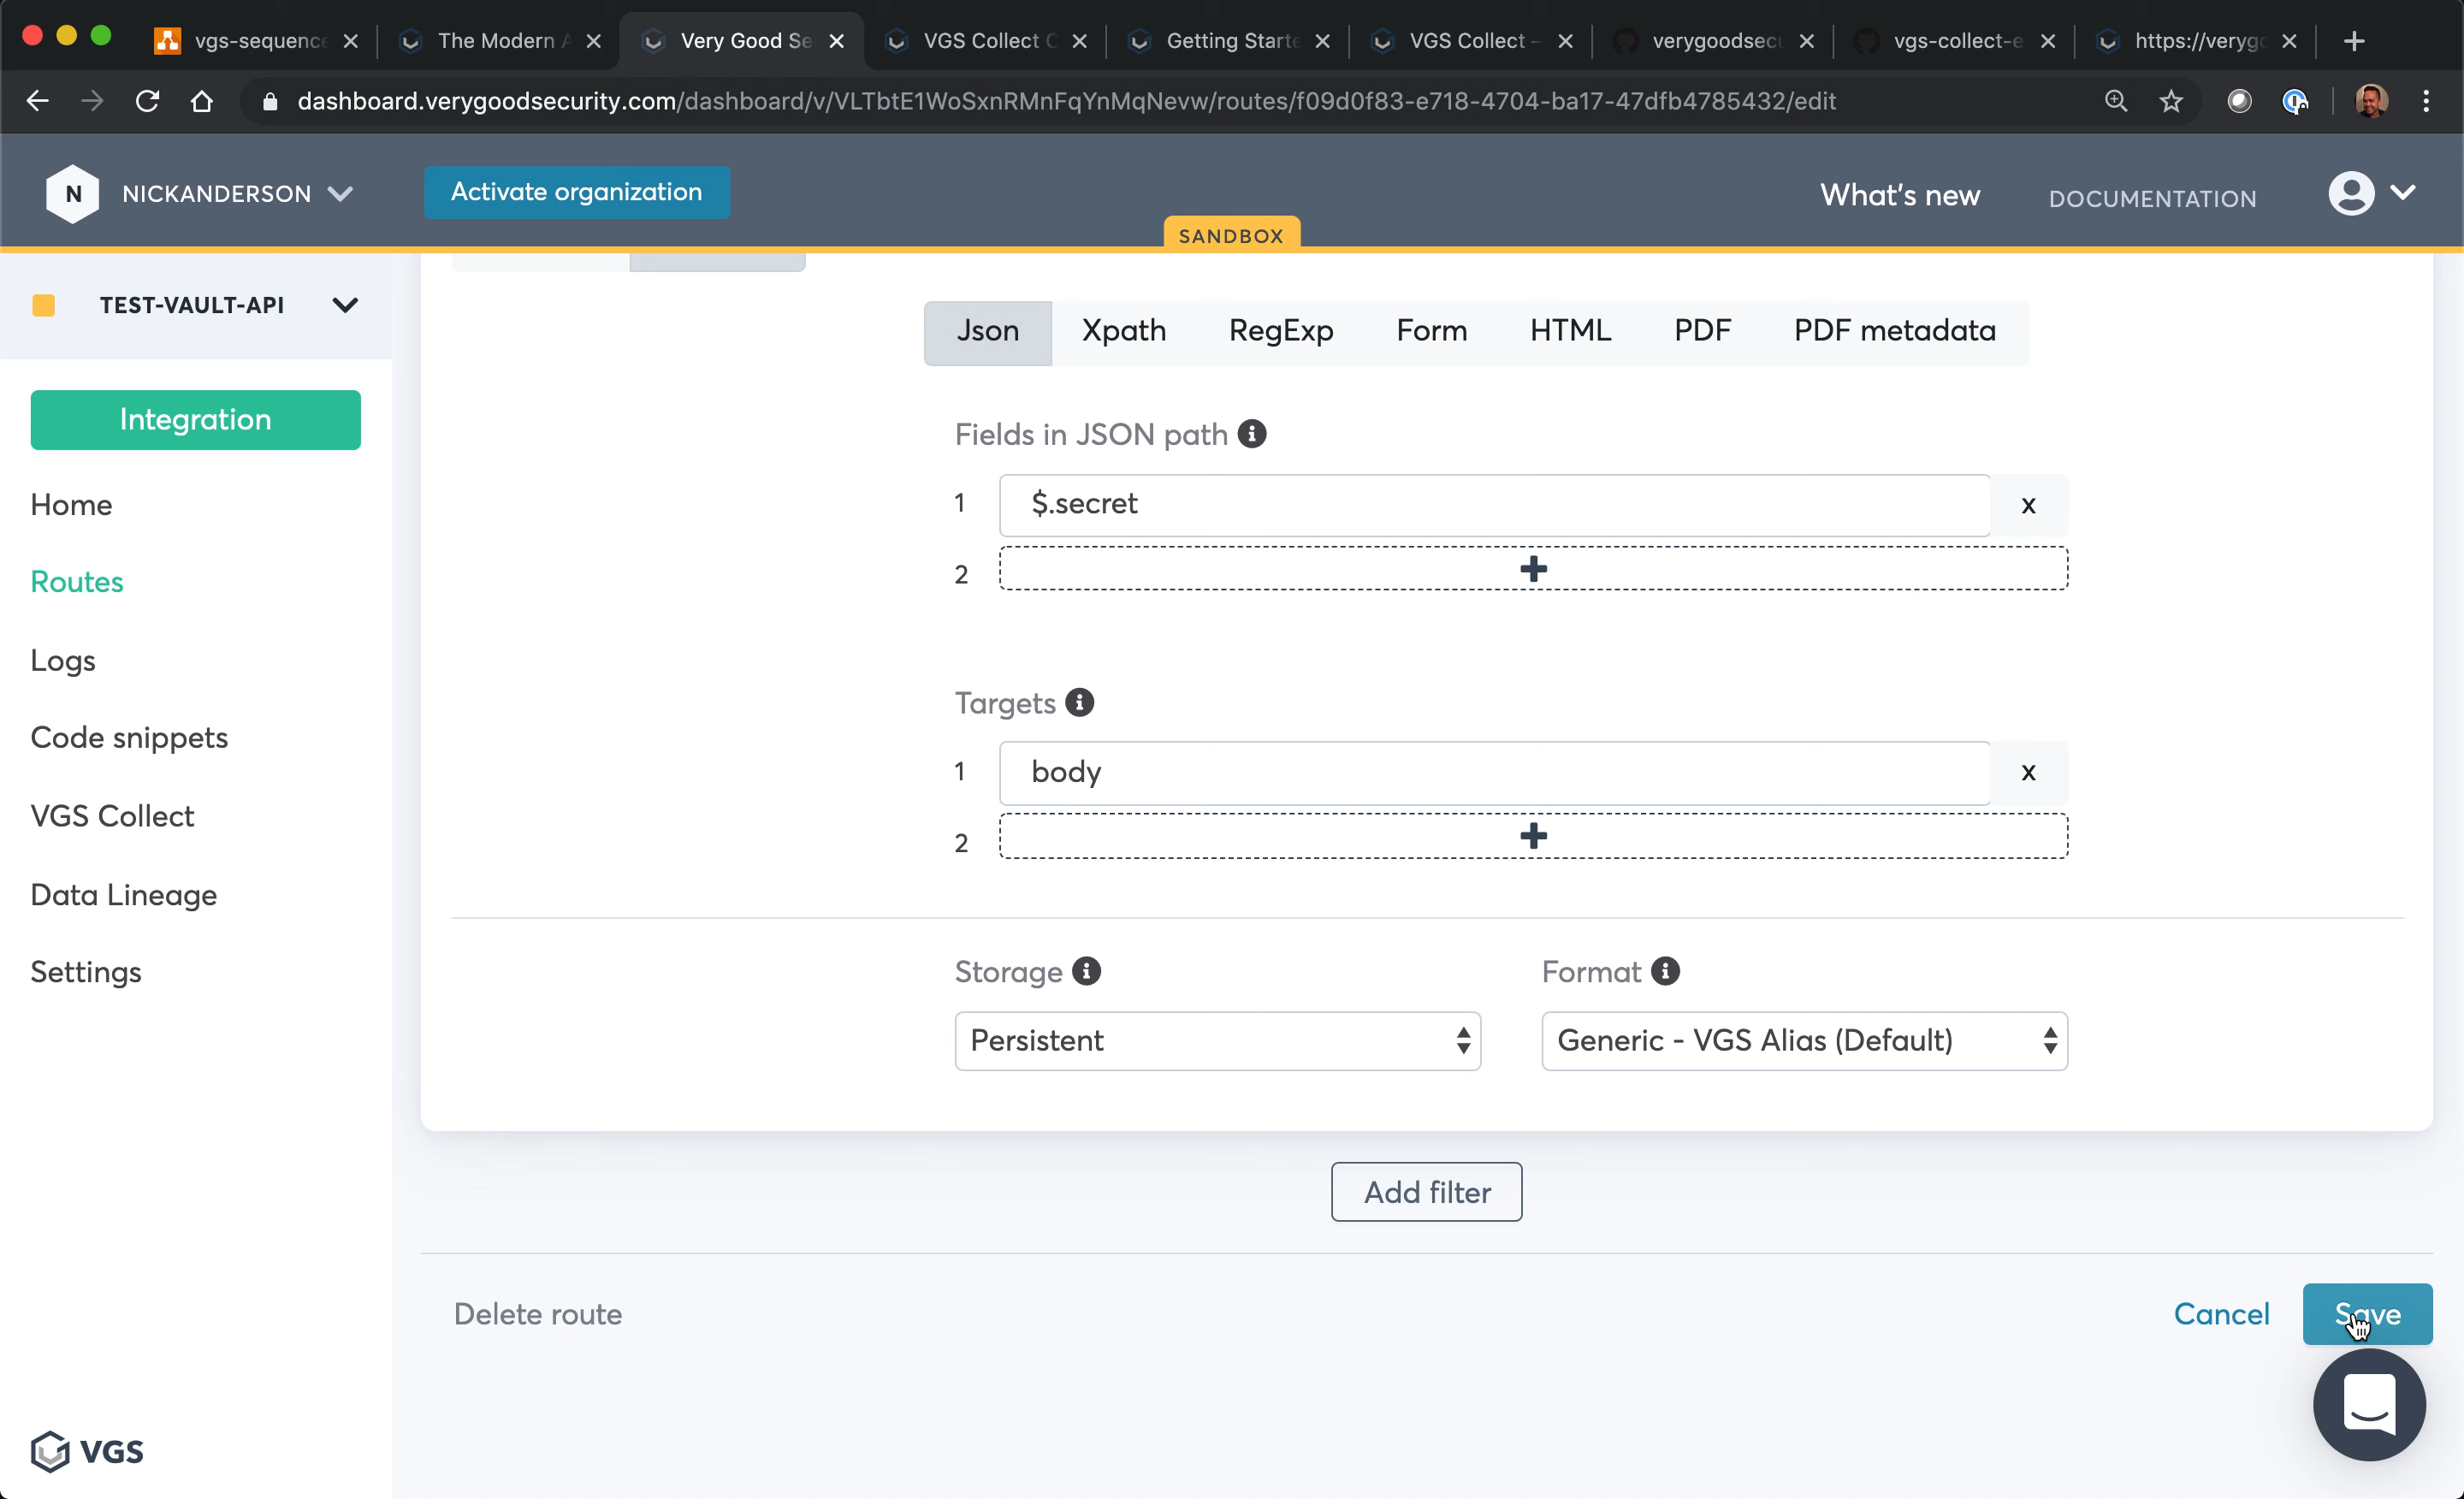 vgs-sequence
The Modern A
Very Good Se
VGS Collect C
Getting Starte
VGS Collect –
verygoodsecu
vgs-collect-e
https://verygo
dashboard.verygoodsecurity.com/dashboard/v/VLTbtE1WoSxnRMnFqYnMqNevw/routes/f09d0f83-e718-4704-ba17-47dfb4785432/edit
N NICKANDERSON
Activate organization
What's new
DOCUMENTATION
SANDBOX
TEST-VAULT-API
Integration
Home
Routes
Logs
Code snippets
VGS Collect
Data Lineage
Settings
VGS
Json Xpath RegExp Form HTML PDF PDF metadata
Fields in JSON path
1 $.secret x
2
Targets
1 body x
2
Storage Format
Persistent Generic - VGS Alias (Default)
Add filter
Delete route Cancel Save